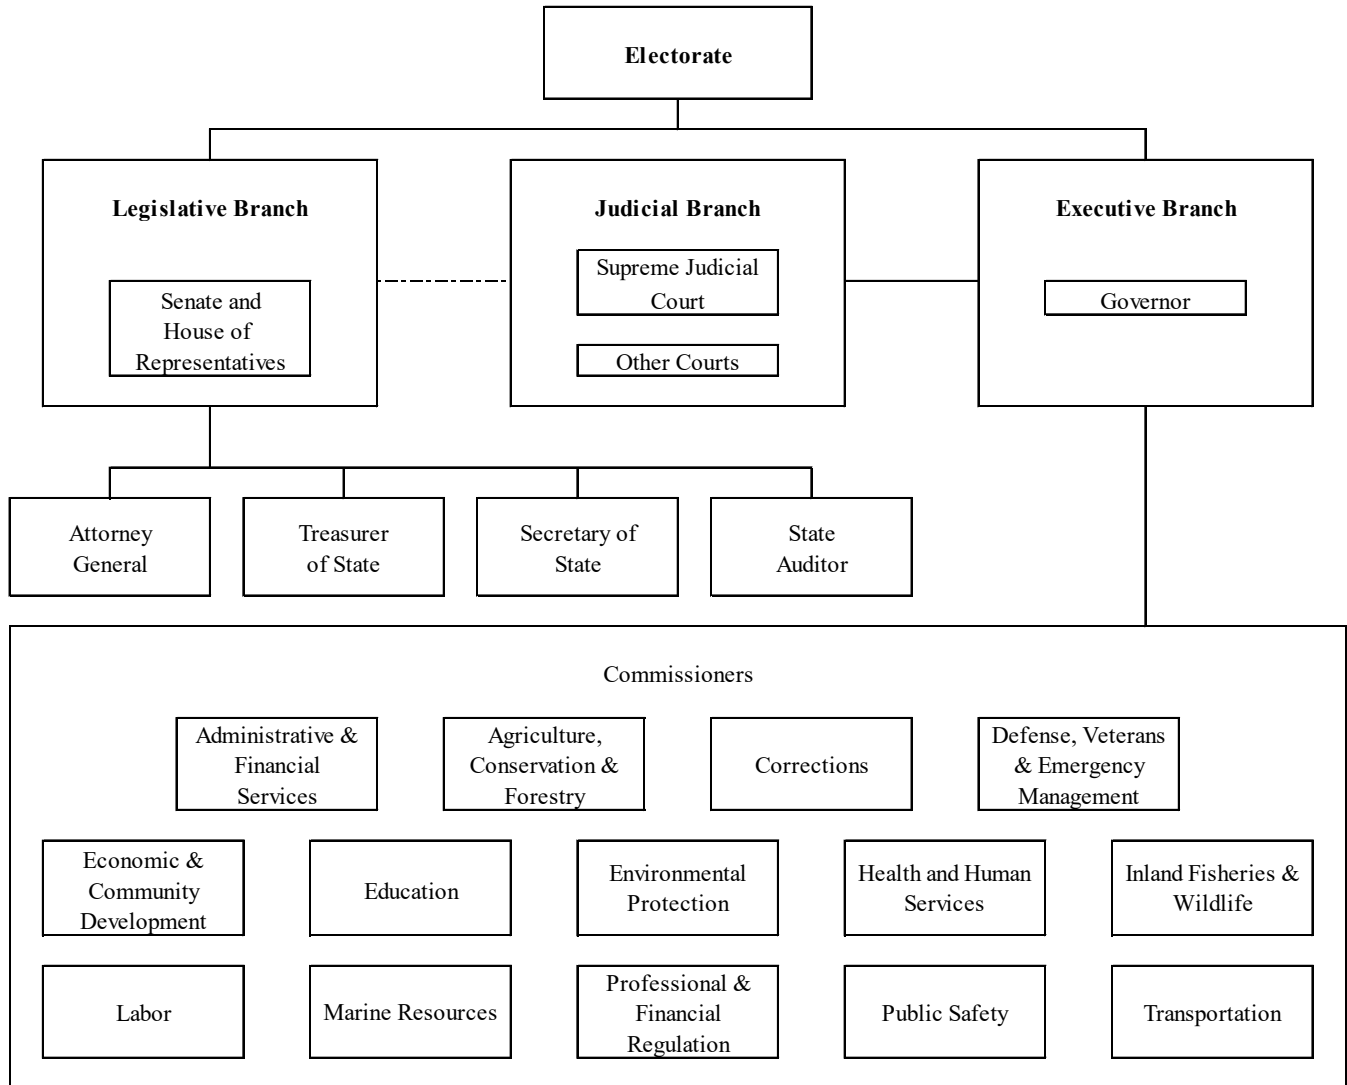 Electorate
Legislative Branch
Judicial Branch
Executive Branch
Senate and
House of
Representatives
Supreme Judicial
Court
Other Courts
Governor
Attorney
General
Treasurer
of State
Secretary of
State
State
Auditor
Commissioners
Administrative &
Financial
Services
Agriculture,
Conservation &
Forestry
Corrections
Defense, Veterans
& Emergency
Management
Economic &
Community
Development
Education
Environmental
Protection
Health and Human
Services
Inland Fisheries &
Wildlife
Labor
Marine Resources
Professional &
Financial
Regulation
Public Safety
Transportation